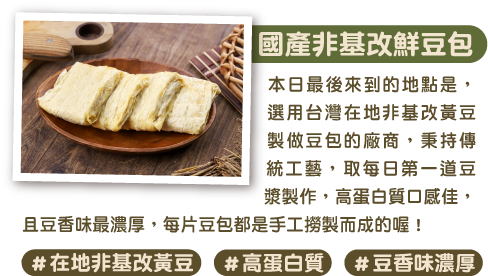 國產非基改鮮豆包
本日最後來到的地點是，
選用台灣在地非基改黃豆
製做豆包的廠商，秉持傳
統工藝，取每日第一道豆
漿製作，高蛋白質口感佳，
且豆香味最濃厚，每片豆包都是手工撈製而成的喔！
#在地非基改黃豆 #高蛋白質 #豆香味濃厚